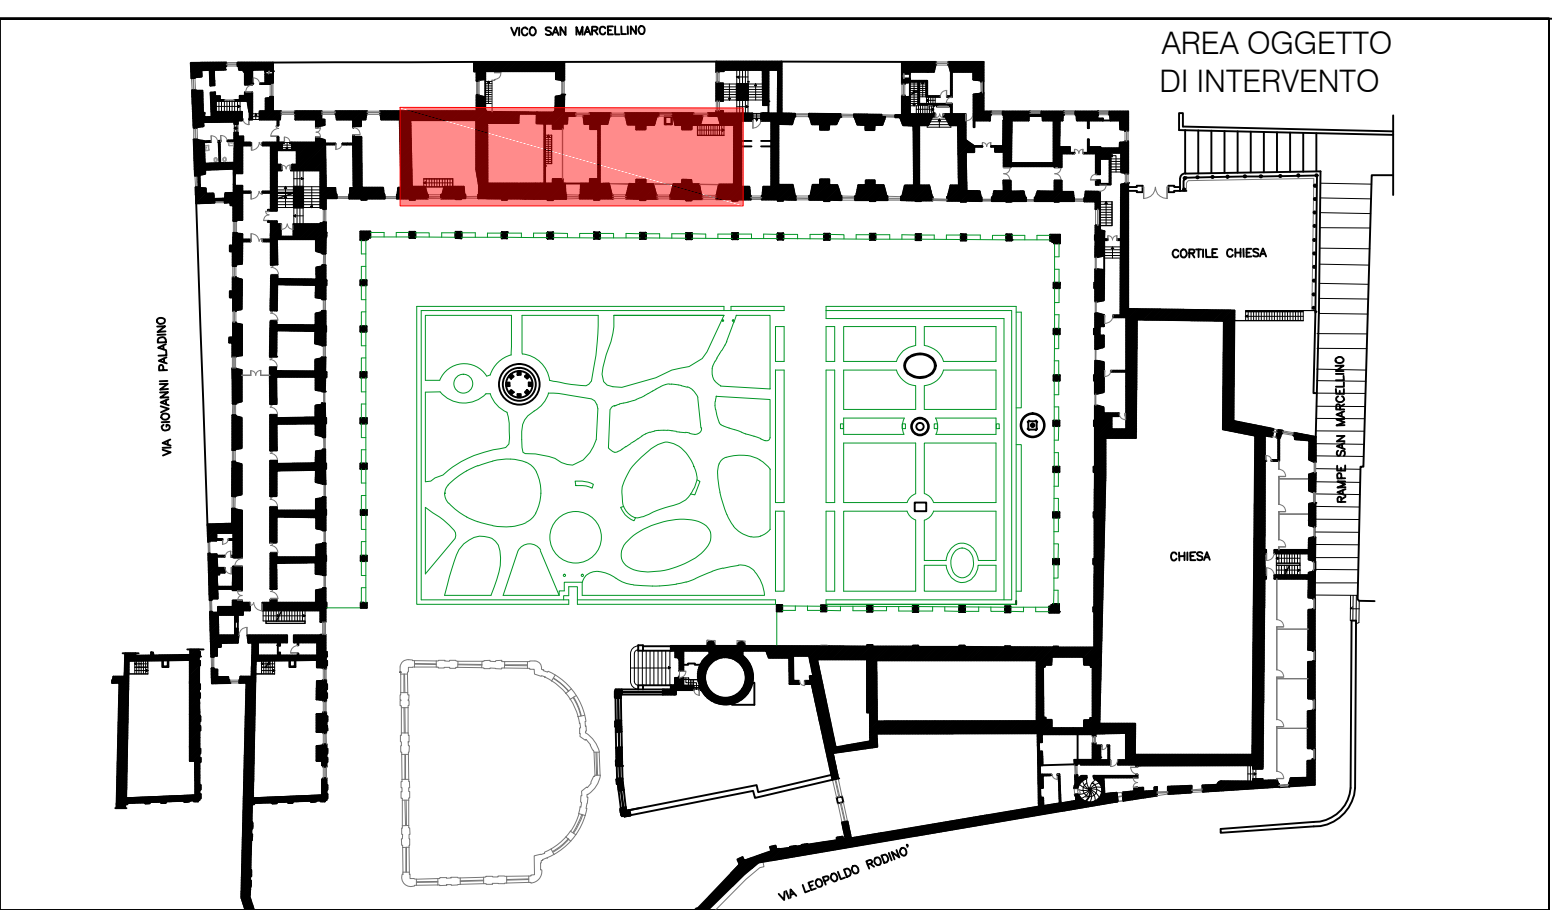 VICO SAN MARCELLINO
AREA OGGETTO
DI INTERVENTO
CORTILE CHIESA
VIA GIOVANNI PALADINO
RAMPE SAN MARCELLINO
CHIESA
VIA LEOPOLDO RODINO'